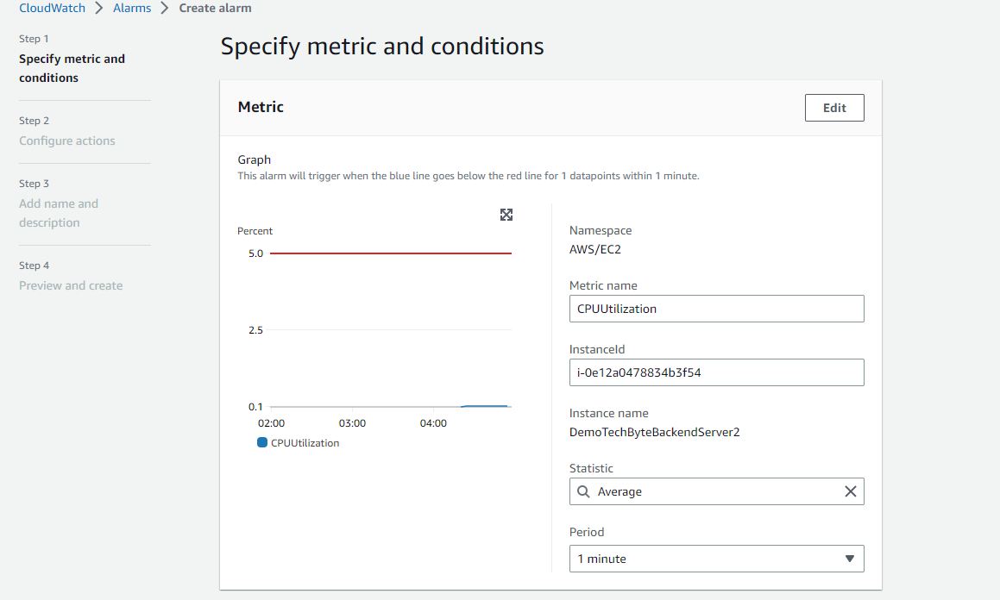 CloudWatch > Alarms > Create alarm
Step 1
Specify metric and
conditions
Step 2
Configure actions
Step 3
Add name and
description
Step 4
Preview and create
Specify metric and conditions
Metric
Edit
Graph
This alarm will trigger when the blue line goes below the red line for 1 datapoints within 1 minute.
Percent
5.0
2.5
0.1
02:00 03:00 04:00
CPUUtilization
Namespace
AWS/EC2
Metric name
CPUUtilization
InstanceId
i-0e12a0478834b3f54
Instance name
DemoTechByteBackendServer2
Statistic
Average
Period
1 minute